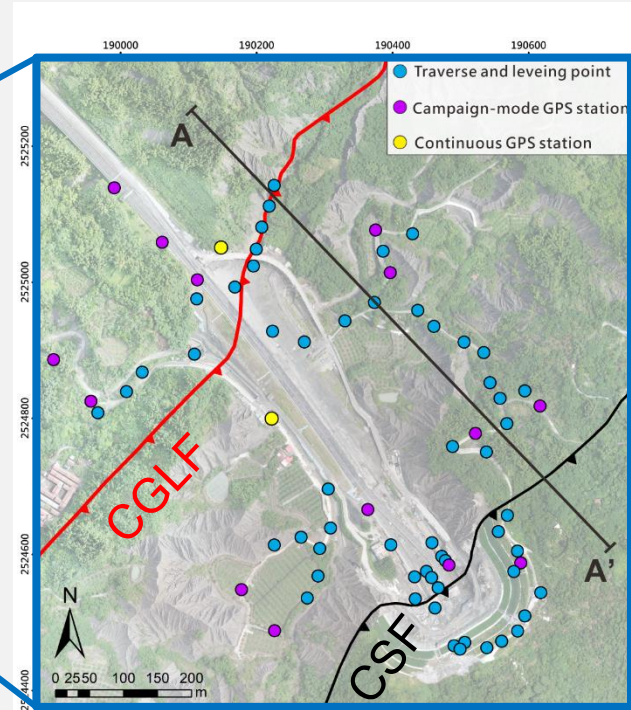 190000 190200 190400 190600
Traverse and leveing point
Campaign-mode GPS station
Continuous GPS station
A
2525200
2525000
2524800
2524600
2524400
CGLF
A'
CSF
N
0 2550 100 150 200
m